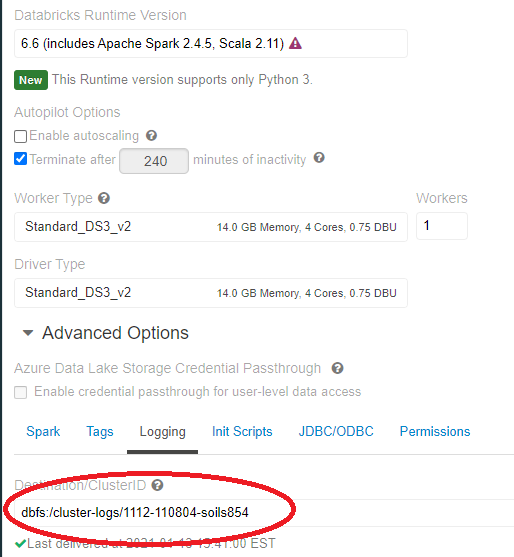 Databricks Runtime Version
6.6 (includes Apache Spark 2.4.5, Scala 2.11)
New This Runtime version supports only Python 3.
Autopilot Options
Enable autoscaling ?
Terminate after 240 minutes of inactivity ?
Worker Type ? Workers
Standard_DS3_v2 14.0 GB Memory, 4 Cores, 0.75 DBU 1
Driver Type
Standard_DS3_v2 14.0 GB Memory, 4 Cores, 0.75 DBU
Advanced Options
Azure Data Lake Storage Credential Passthrough ?
Enable credential passthrough for user-level data access
Spark Tags Logging Init Scripts JDBC/ODBC Permissions
Destination/ClusterID ?
dbfs:/cluster-logs/1112-110804-soils854
Last delivered at 2021-01-13 15:41:00 EST